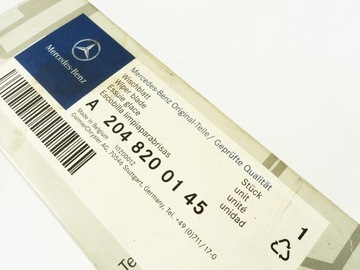 Mercedes-Benz
Mercedes-Benz Original-Teile/ Geprüfte Qualität
Wischblatt
Wiper blade
Essuie glace
Escobilla limpiaparabrisas
A 204 820 01 45
Made in Belgium
10200012
DaimlerChrysler AG, 70546 Stuttgart, Germany, Tel. +49 (0)711/17-0
Stück
unit
unité
unidad
1
Te